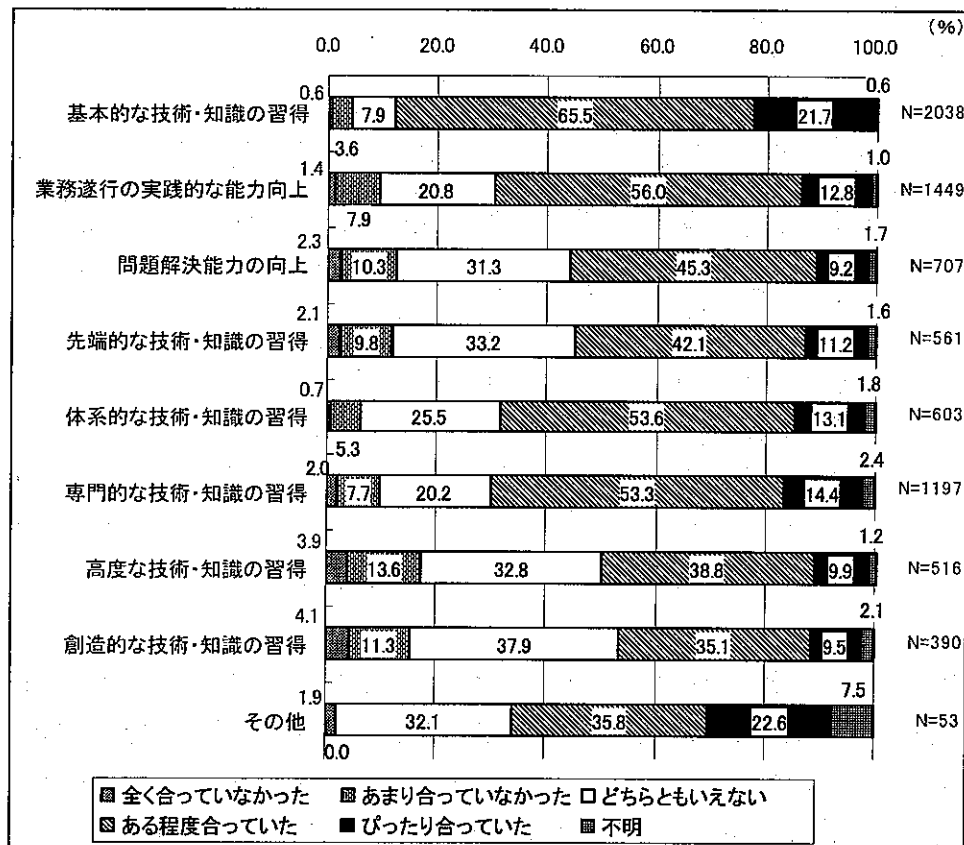 (%)
0.0 20.0 40.0 60.0 80.0 100.0
0.6 0.6
基本的な技術・知識の習得 7.9 65.5 21.7 N=2038
3.6
1.4 1.0
業務遂行の実践的な能力向上 20.8 56.0 12.8 N=1449
7.9
2.3 1.7
問題解決能力の向上 10.3 31.3 45.3 9.2 N=707
2.1 1.6
先端的な技術・知識の習得 9.8 33.2 42.1 11.2 N=561
0.7 1.8
体系的な技術・知識の習得 25.5 53.6 13.1 N=603
5.3
2.0 2.4
専門的な技術・知識の習得 7.7 20.2 53.3 14.4 N=1197
3.9 1.2
高度な技術・知識の習得 13.6 32.8 38.8 9.9 N=516
4.1 2.1
創造的な技術・知識の習得 11.3 37.9 35.1 9.5 N=390
1.9 7.5
その他 32.1 35.8 22.6 N=53
0.0
全く合っていなかった あまり合っていなかった どちらともいえない
ある程度合っていた ぴったり合っていた 不明